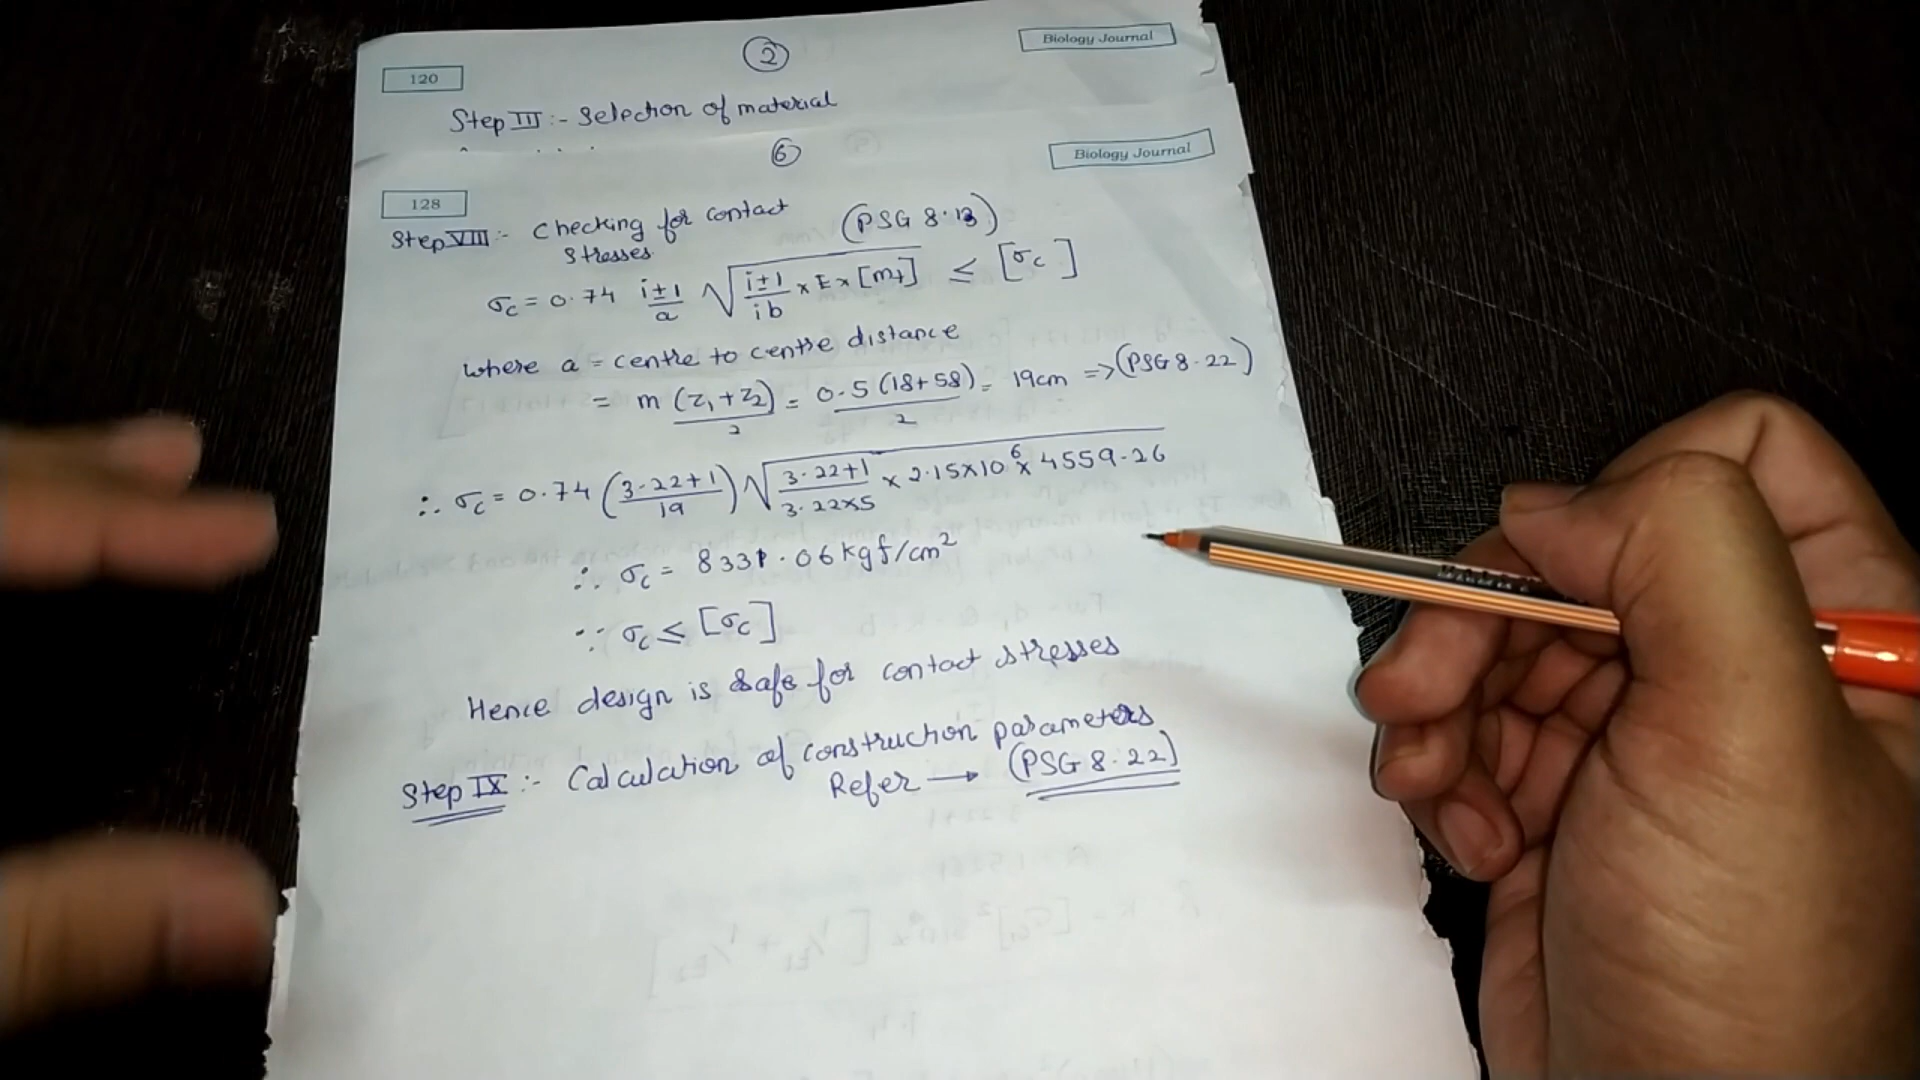 ② Biology Journal
120
Step III :- Selection of material
⑥ Biology Journal
128
Step VIII :- Checking for contact stresses (PSG 8.13)
σc = 0.74 i±1/a √(i±1/ib × E × [mt]) ≤ [σc]
where a = centre to centre distance
= m (z1+z2)/2 = 0.5 (18+58)/2 = 19cm => (PSG 8.22)
∴ σc = 0.74 (3.22+1/19) √(3.22+1/3.22×5 × 2.15×10^6 × 4559.26)
∴ σc = 8331.06 kgf/cm²
∵ σc ≤ [σc]
Hence design is safe for contact stresses
Step IX :- Calculation of construction parameters
Refer → (PSG 8.22)